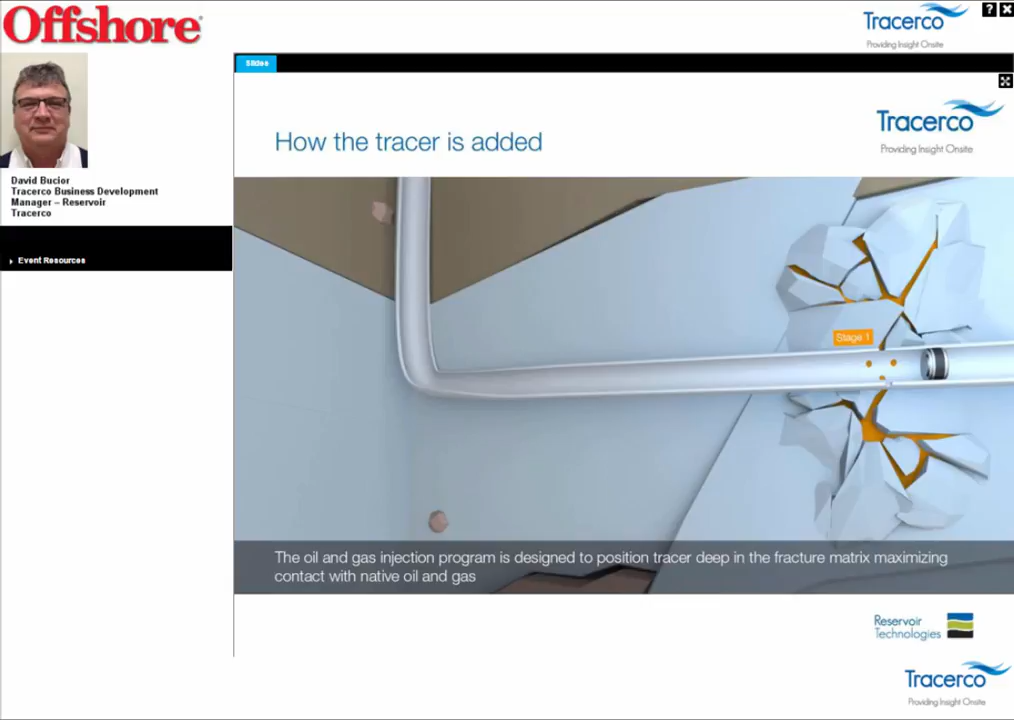 Offshore
Tracerco
Providing Insight Onsite
?
Slides
David Bucior
Tracerco Business Development
Manager – Reservoir
Tracerco
Event Resources
How the tracer is added
Tracerco
Providing Insight Onsite
Stage 1
The oil and gas injection program is designed to position tracer deep in the fracture matrix maximizing
contact with native oil and gas
Reservoir
Technologies
Tracerco
Providing Insight Onsite